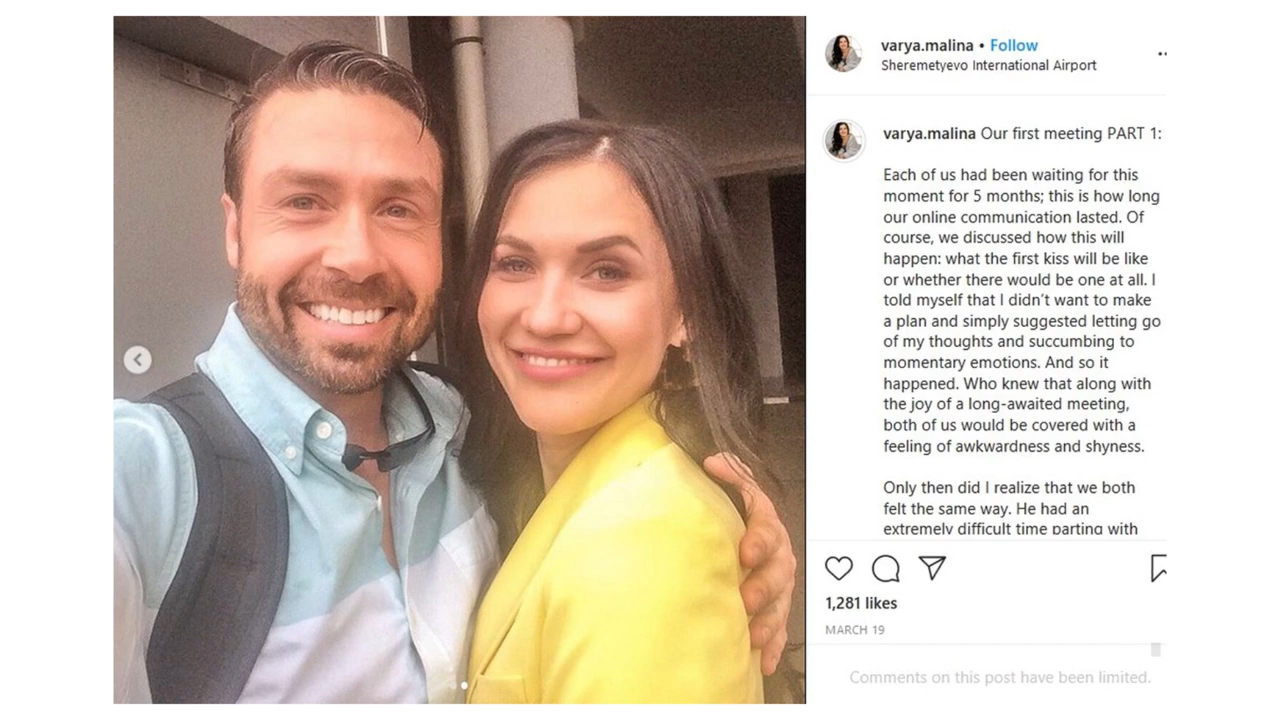 varya.malina • Follow
Sheremetyevo International Airport
varya.malina Our first meeting PART 1:
Each of us had been waiting for this
moment for 5 months; this is how long
our online communication lasted. Of
course, we discussed how this will
happen: what the first kiss will be like
or whether there would be one at all. I
told myself that I didn't want to make
a plan and simply suggested letting go
of my thoughts and succumbing to
momentary emotions. And so it
happened. Who knew that along with
the joy of a long-awaited meeting,
both of us would be covered with a
feeling of awkwardness and shyness.
Only then did I realize that we both
felt the same way. He had an
extremely difficult time parting with
1,281 likes
MARCH 19
Comments on this post have been limited.